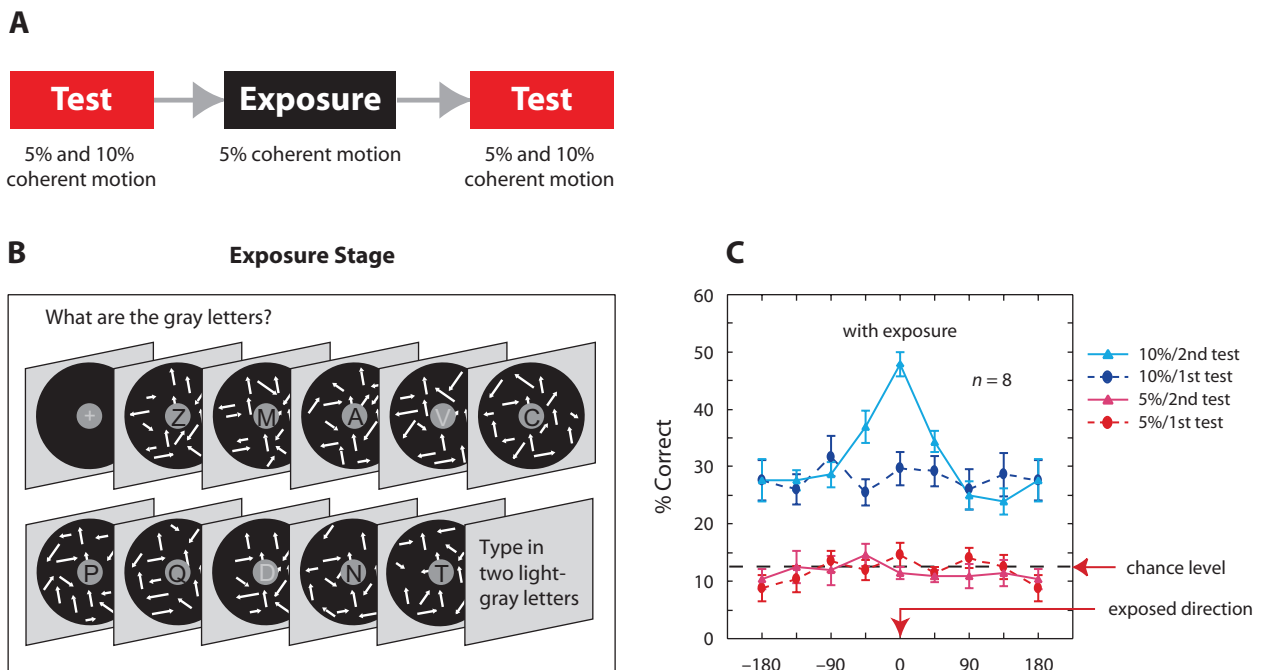 A
Test
Exposure
Test
5% and 10%
coherent motion
5% coherent motion
5% and 10%
coherent motion
B
Exposure Stage
What are the gray letters?
+
Z
M
A
V
C
P
Q
D
N
T
Type in
two light-
gray letters
C
60
50
40
30
20
10
0
% Correct
with exposure
n = 8
10%/2nd test
10%/1st test
5%/2nd test
5%/1st test
chance level
exposed direction
–180
–90
0
90
180